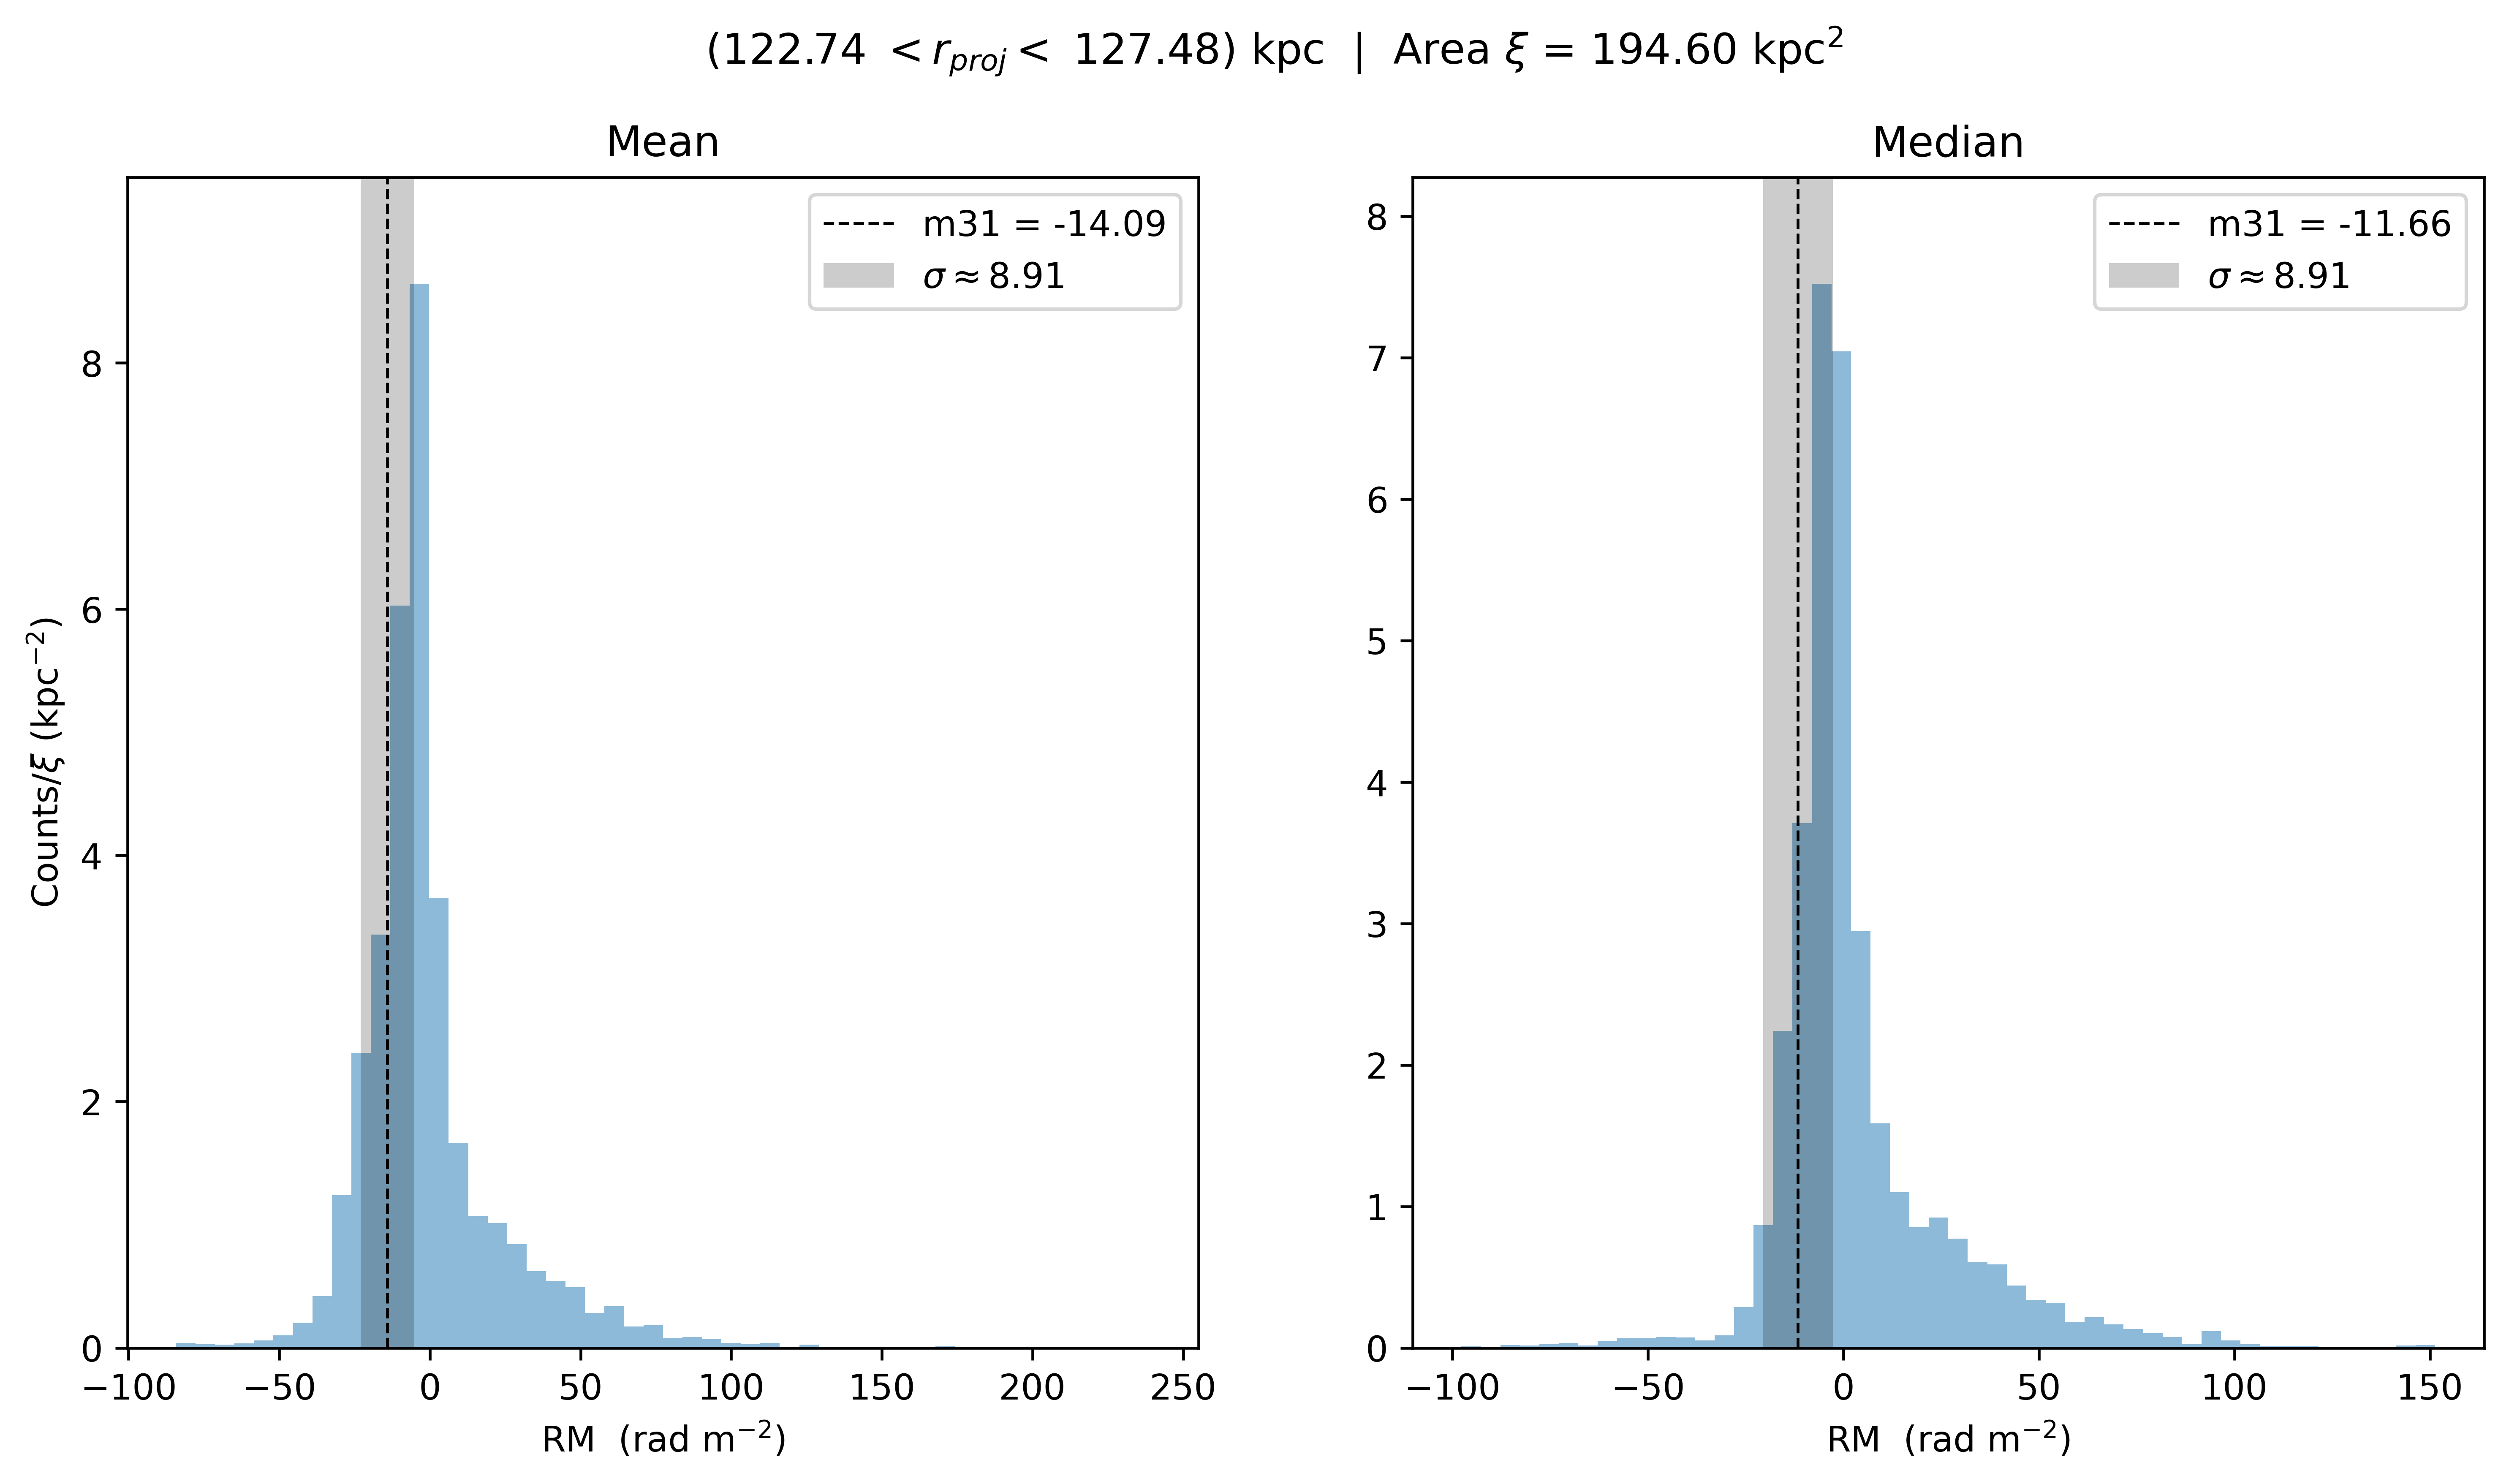 (122.74 < r_proj < 127.48) kpc | Area ξ = 194.60 kpc²
Mean
m31 = -14.09
σ ≈ 8.91
8
6
4
2
0
Counts/ξ (kpc⁻²)
−100 −50 0 50 100 150 200 250
RM (rad m⁻²)
Median
m31 = -11.66
σ ≈ 8.91
8
7
6
5
4
3
2
1
0
−100 −50 0 50 100 150
RM (rad m⁻²)